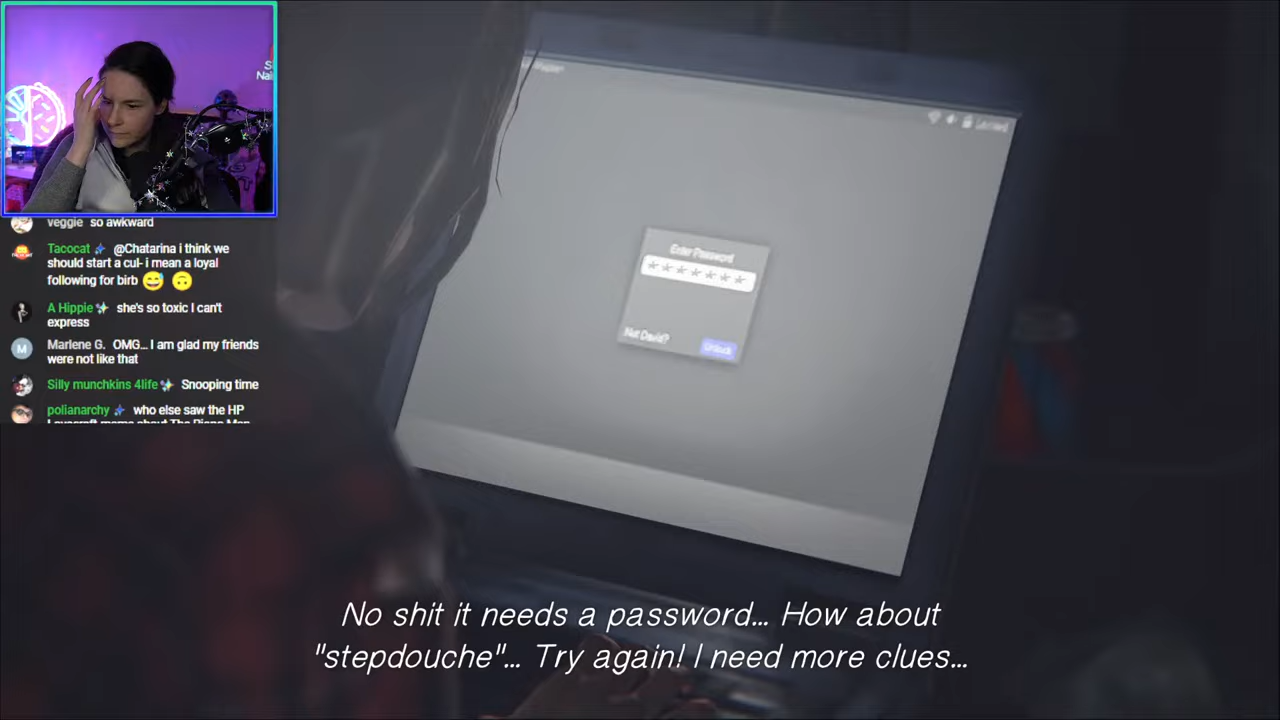 veggie so awkward
Tacocat @Chatarina i think we
should start a cul- i mean a loyal
following for birb
A Hippie she's so toxic I can't
express
M Marlene G. OMG... I am glad my friends
were not like that
Silly munchkins 4life Snooping time
polianarchy who else saw the HP
Enter Password
*******
Not David?
Unlock
No shit it needs a password... How about
"stepdouche"... Try again! I need more clues...